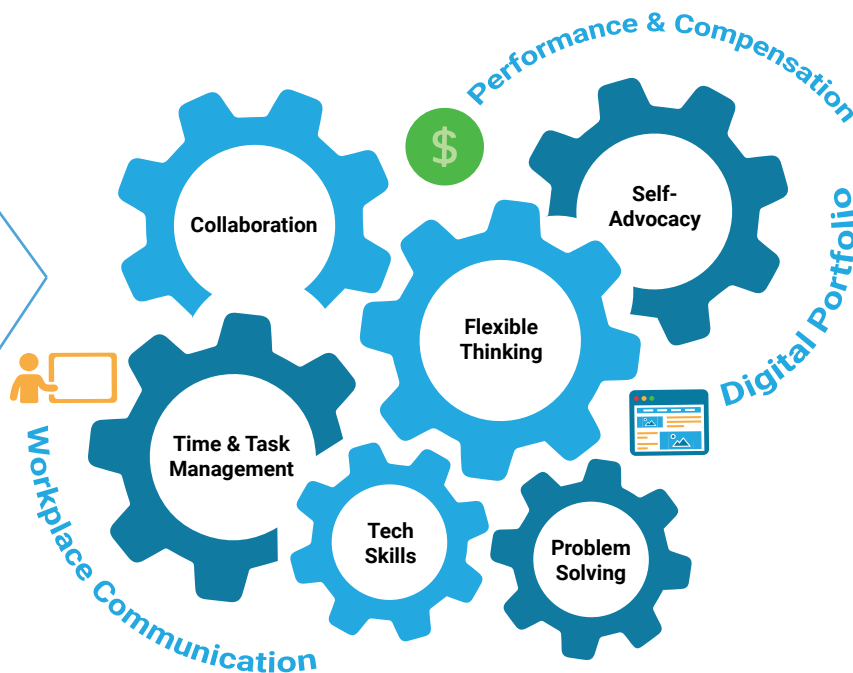 Performance & Compensation
$
Collaboration
Self-
Advocacy
Digital Portfolio
Flexible
Thinking
Time & Task
Management
Workplace Communication
Tech
Skills
Problem
Solving